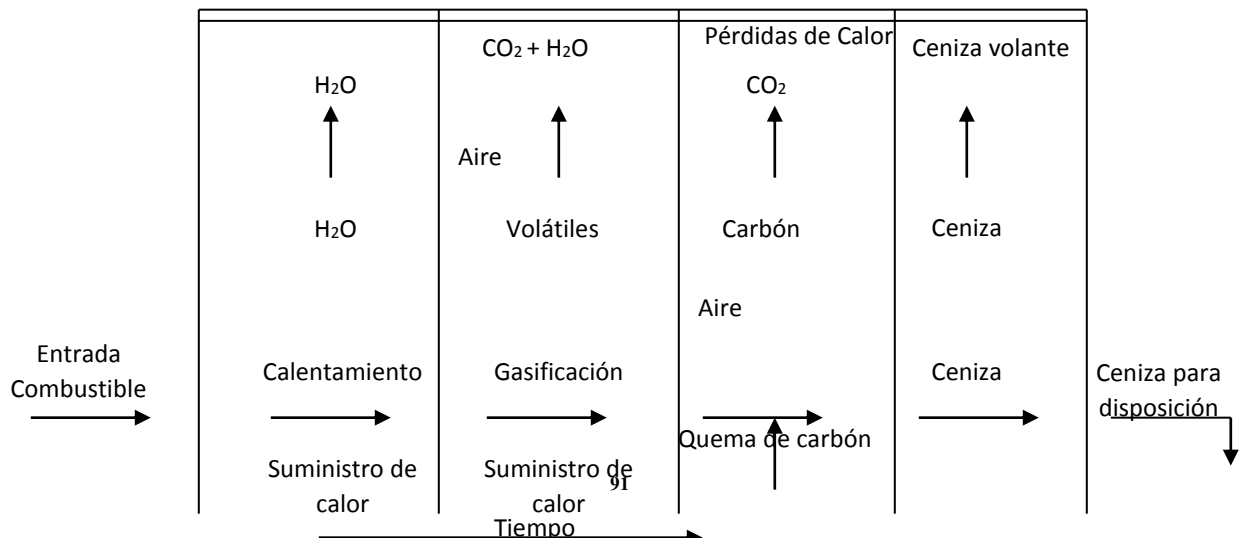 Pérdidas de Calor
CO₂ + H₂O
Ceniza volante
H₂O
CO₂
Aire
H₂O
Volátiles
Carbón
Ceniza
Aire
Entrada
Combustible
Calentamiento
Gasificación
Ceniza
Ceniza para
disposición
Quema de carbón
Suministro de
calor
Suministro de
calor
91
Tiempo